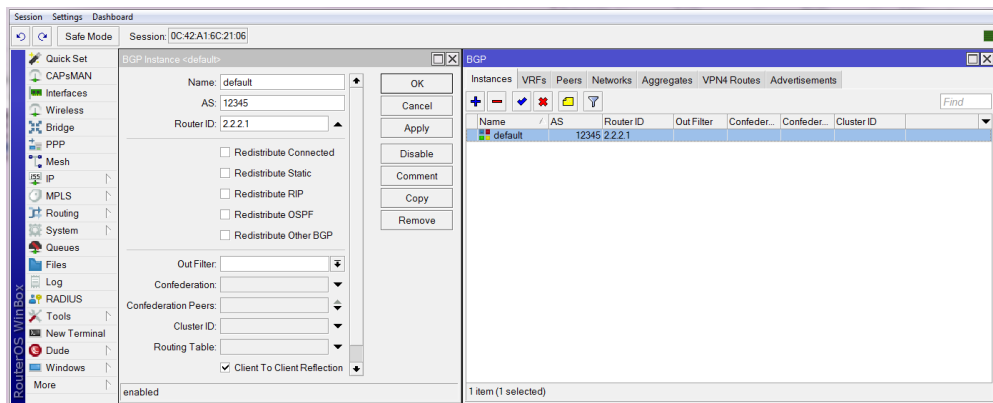 Session Settings Dashboard
Safe Mode Session: 0C:42:A1:6C:21:06
Quick Set
CAPsMAN
Interfaces
Wireless
Bridge
PPP
Mesh
IP
MPLS
Routing
System
Queues
Files
Log
RADIUS
Tools
New Terminal
Dude
Windows
More
RouterOS WinBox
BGP Instance <default>
Name: default
AS: 12345
Router ID: 2.2.2.1
Redistribute Connected
Redistribute Static
Redistribute RIP
Redistribute OSPF
Redistribute Other BGP
Out Filter:
Confederation:
Confederation Peers:
Cluster ID:
Routing Table:
Client To Client Reflection
enabled
OK
Cancel
Apply
Disable
Comment
Copy
Remove
BGP
Instances VRFs Peers Networks Aggregates VPN4 Routes Advertisements
Find
Name / AS Router ID Out Filter Confeder... Confeder... Cluster ID
default 12345 2.2.2.1
1 item (1 selected)